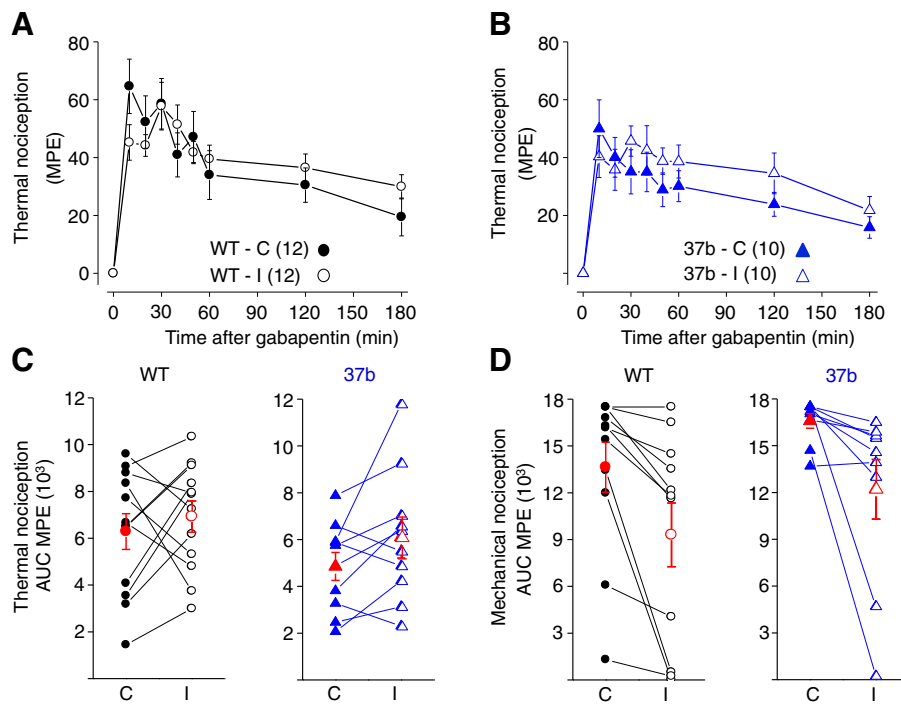 A
Thermal nociception
(MPE)
80
60
40
20
0
WT - C (12)
WT - I (12)
0 30 60 90 120 150 180
Time after gabapentin (min)
B
Thermal nociception
(MPE)
80
60
40
20
0
37b - C (10)
37b - I (10)
0 30 60 90 120 150 180
Time after gabapentin (min)
C
WT
37b
Thermal nociception
AUC MPE (10³)
12
10
8
6
4
2
C I
12
10
8
6
4
2
C I
D
WT
37b
Mechanical nociception
AUC MPE (10³)
18
15
12
9
6
3
C I
18
15
12
9
6
3
C I